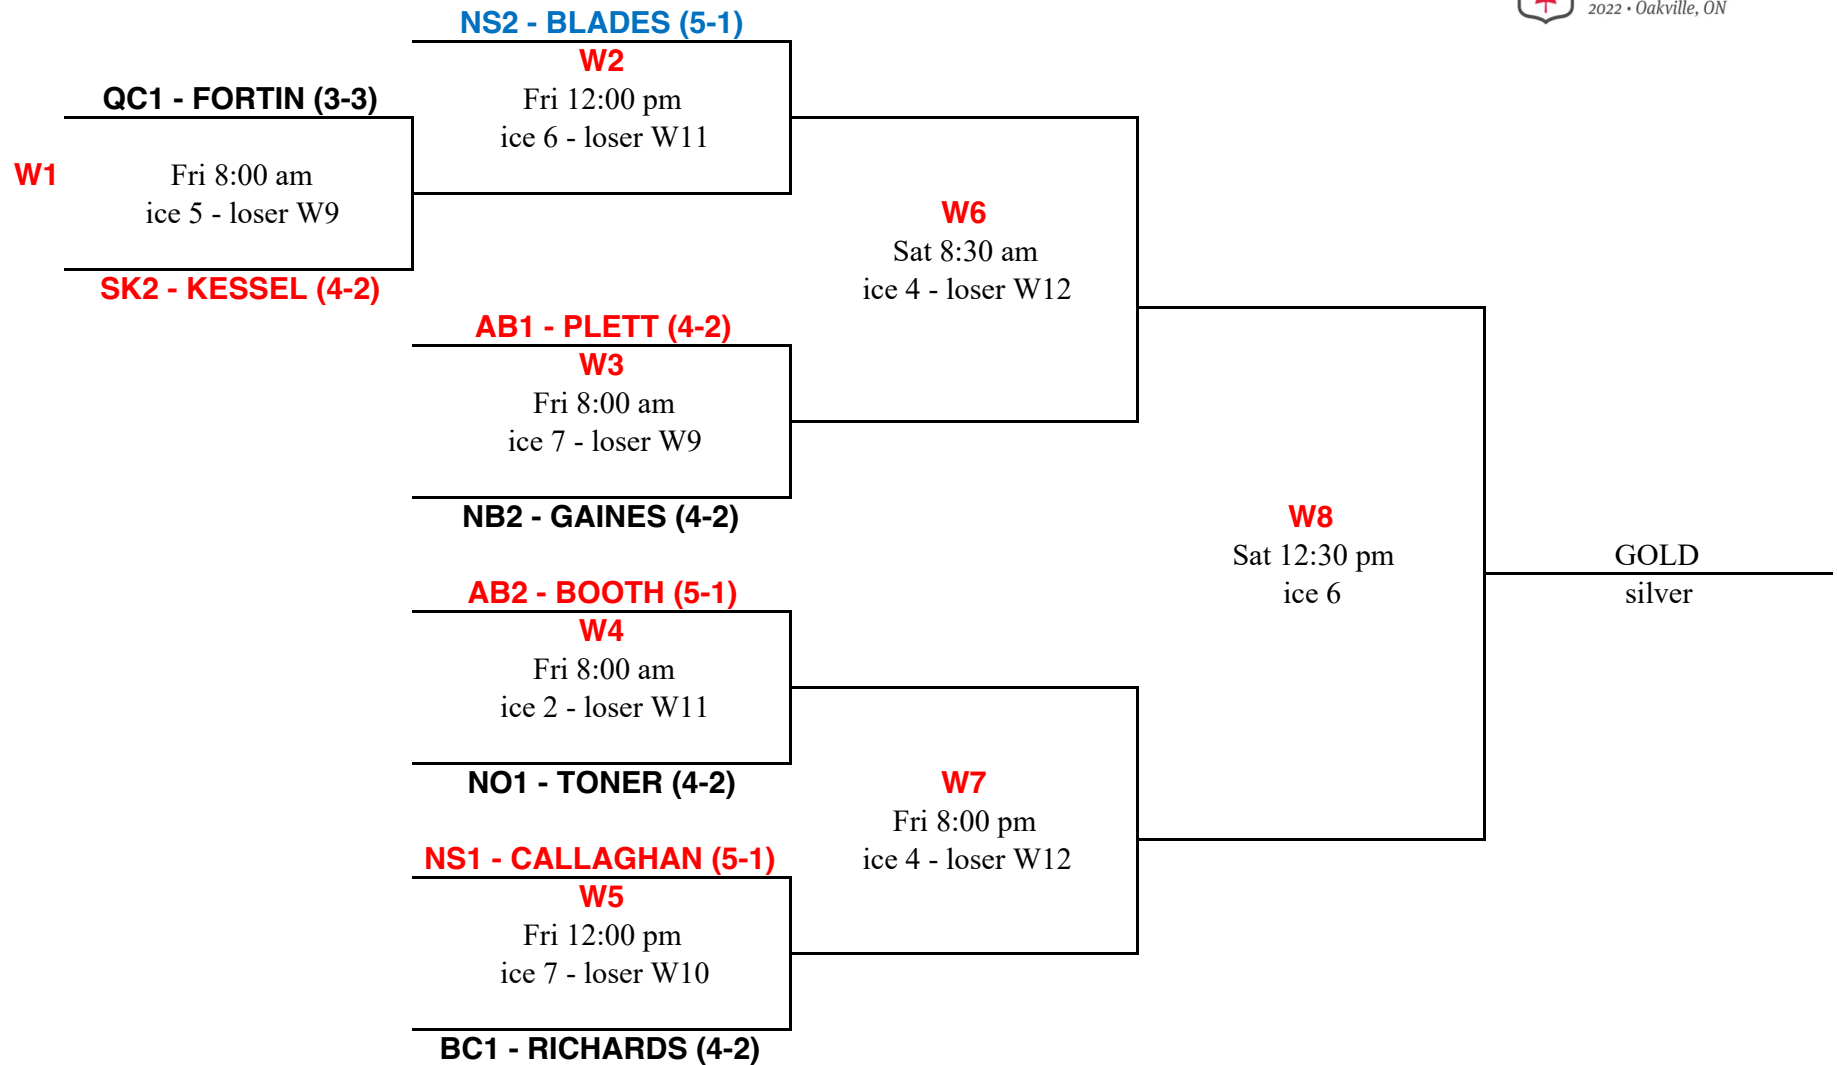 2022 • Oakville, ON
NS2 - BLADES (5-1)
W2
Fri 12:00 pm
ice 6 - loser W11
QC1 - FORTIN (3-3)
W1
Fri 8:00 am
ice 5 - loser W9
SK2 - KESSEL (4-2)
W6
Sat 8:30 am
ice 4 - loser W12
AB1 - PLETT (4-2)
W3
Fri 8:00 am
ice 7 - loser W9
NB2 - GAINES (4-2)
W8
Sat 12:30 pm
ice 6
GOLD
silver
AB2 - BOOTH (5-1)
W4
Fri 8:00 am
ice 2 - loser W11
NO1 - TONER (4-2)
W7
Fri 8:00 pm
ice 4 - loser W12
NS1 - CALLAGHAN (5-1)
W5
Fri 12:00 pm
ice 7 - loser W10
BC1 - RICHARDS (4-2)